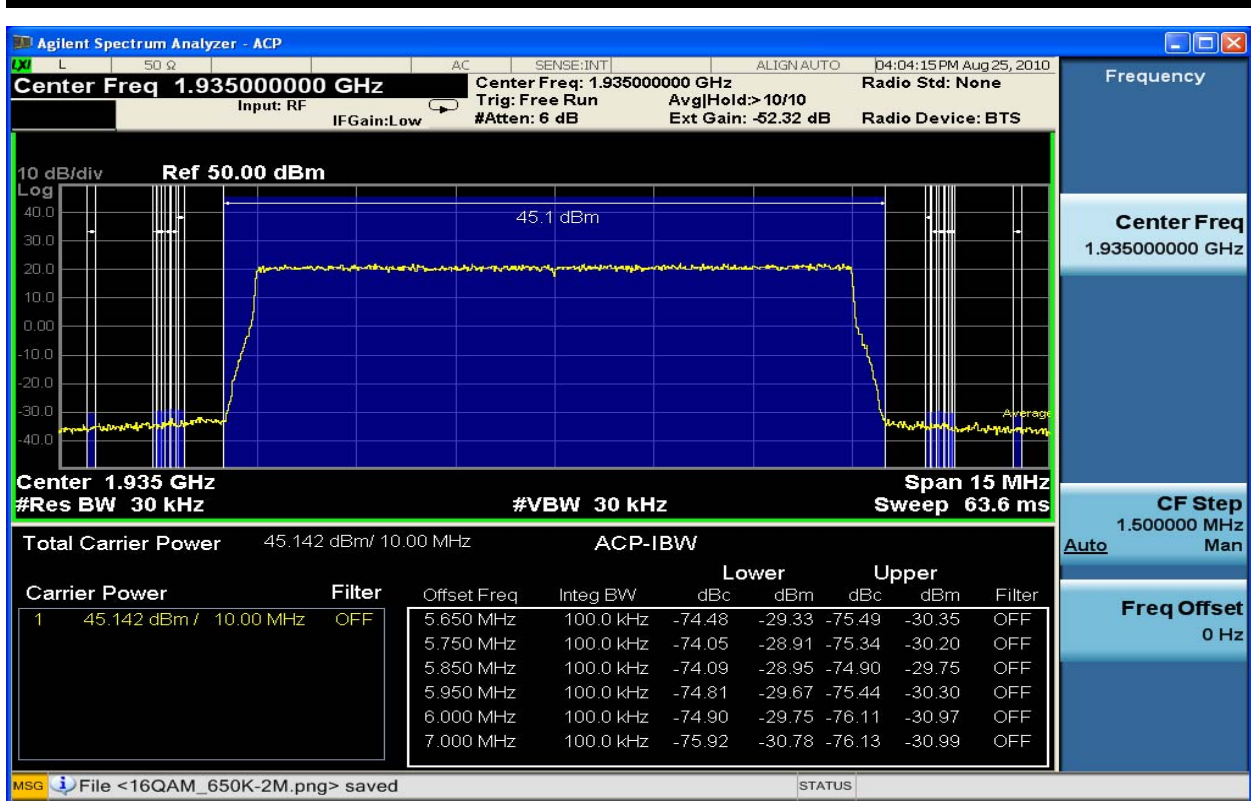 Agilent Spectrum Analyzer - ACP
LXI L 50 Ω AC SENSE:INT ALIGN AUTO 04:04:15 PM Aug 25, 2010
Center Freq 1.935000000 GHz
Input: RF
IFGain:Low
Center Freq: 1.935000000 GHz
Trig: Free Run Avg|Hold:> 10/10
#Atten: 6 dB Ext Gain: -52.32 dB
Radio Std: None
Radio Device: BTS
10 dB/div Ref 50.00 dBm
Log
40.0
30.0
20.0
10.0
0.00
-10.0
-20.0
-30.0
-40.0
45.1 dBm
Average
Center 1.935 GHz Span 15 MHz
#Res BW 30 kHz #VBW 30 kHz Sweep 63.6 ms
Total Carrier Power 45.142 dBm/ 10.00 MHz ACP-IBW
Lower Upper
Carrier Power Filter Offset Freq Integ BW dBc dBm dBc dBm Filter
1 45.142 dBm / 10.00 MHz OFF 5.650 MHz 100.0 kHz -74.48 -29.33 -75.49 -30.35 OFF
5.750 MHz 100.0 kHz -74.05 -28.91 -75.34 -30.20 OFF
5.850 MHz 100.0 kHz -74.09 -28.95 -74.90 -29.75 OFF
5.950 MHz 100.0 kHz -74.81 -29.67 -75.44 -30.30 OFF
6.000 MHz 100.0 kHz -74.90 -29.75 -76.11 -30.97 OFF
7.000 MHz 100.0 kHz -75.92 -30.78 -76.13 -30.99 OFF
MSG File <16QAM_650K-2M.png> saved STATUS
Frequency
Center Freq
1.935000000 GHz
CF Step
1.500000 MHz
Auto Man
Freq Offset
0 Hz